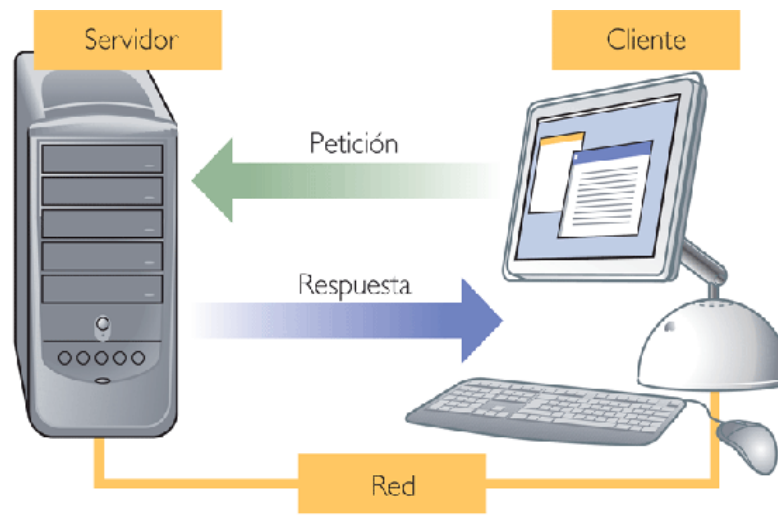 Servidor
Cliente
Petición
Respuesta
Red